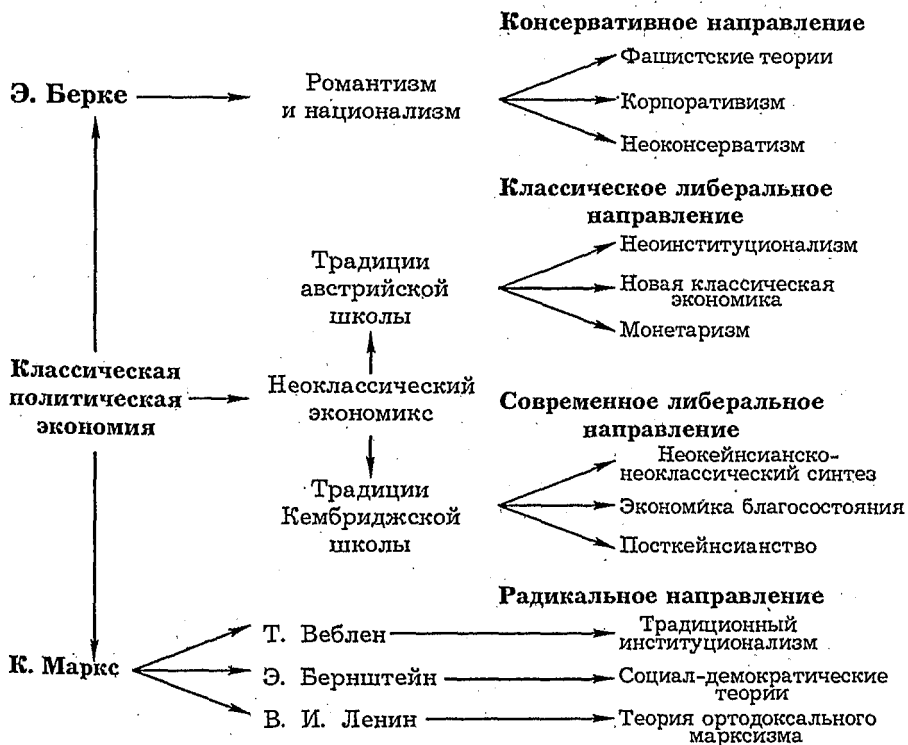 Консервативное направление
Э. Берке
Романтизм
и национализм
Фашистские теории
Корпоративизм
Неоконсерватизм
Классическое либеральное
направление
Традиции
австрийской
школы
Неоинституционализм
Новая классическая
экономика
Монетаризм
Классическая
политическая
экономия
Неоклассический
экономикс
Современное либеральное
направление
Традиции
Кембриджской
школы
Неокейнсианско-
неоклассический синтез
Экономика благосостояния
Посткейнсианство
Радикальное направление
К. Маркс
Т. Веблен
Традиционный
институционализм
Э. Бернштейн
Социал-демократические
теории
В. И. Ленин
Теория ортодоксального
марксизма